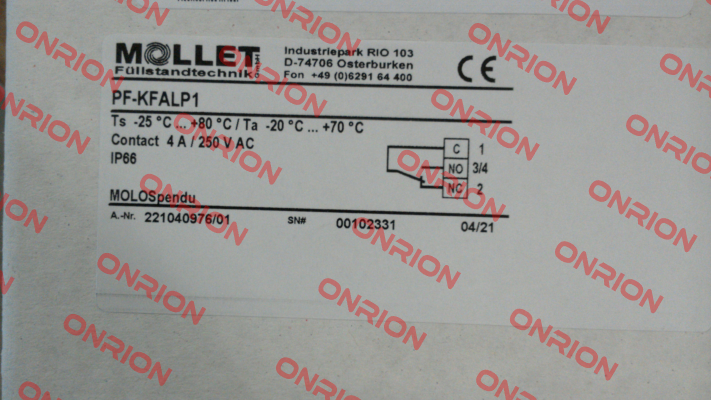 MOLLET
Füllstandtechnik
Industriepark RIO 103
D-74706 Osterburken
Fon +49 (0)6291 64 400
CE
PF-KFALP1
Ts -25 °C ... +80 °C / Ta -20 °C ... +70 °C
Contact 4 A / 250 V AC
IP66
C 1
NO 3/4
NC 2
MOLOSpendu
A.-Nr. 221040976/01 SN# 00102331 04/21
ONRION